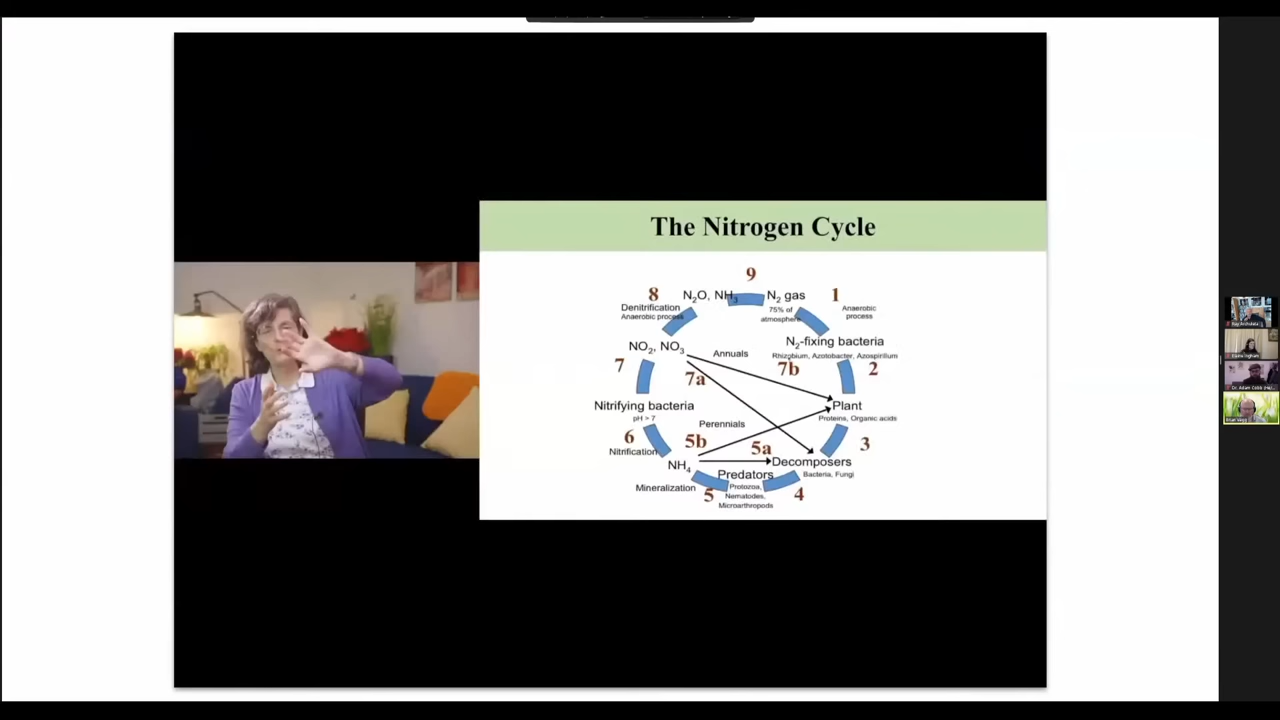 The Nitrogen Cycle
9
8
N2O, NH3
N2 gas
1
Denitrification
Anaerobic process
75% of
atmosphere
Anaerobic
process
N2-fixing bacteria
Rhizobium, Azotobacter, Azospirillum
NO2, NO3
Annuals
7
7a
7b
2
Nitrifying bacteria
pH > 7
Plant
Proteins, Organic acids
Perennials
6
Nitrification
5b
5a
3
NH4
Decomposers
Bacteria, Fungi
Predators
Protozoa,
Nematodes,
Microarthropods
Mineralization
5
4